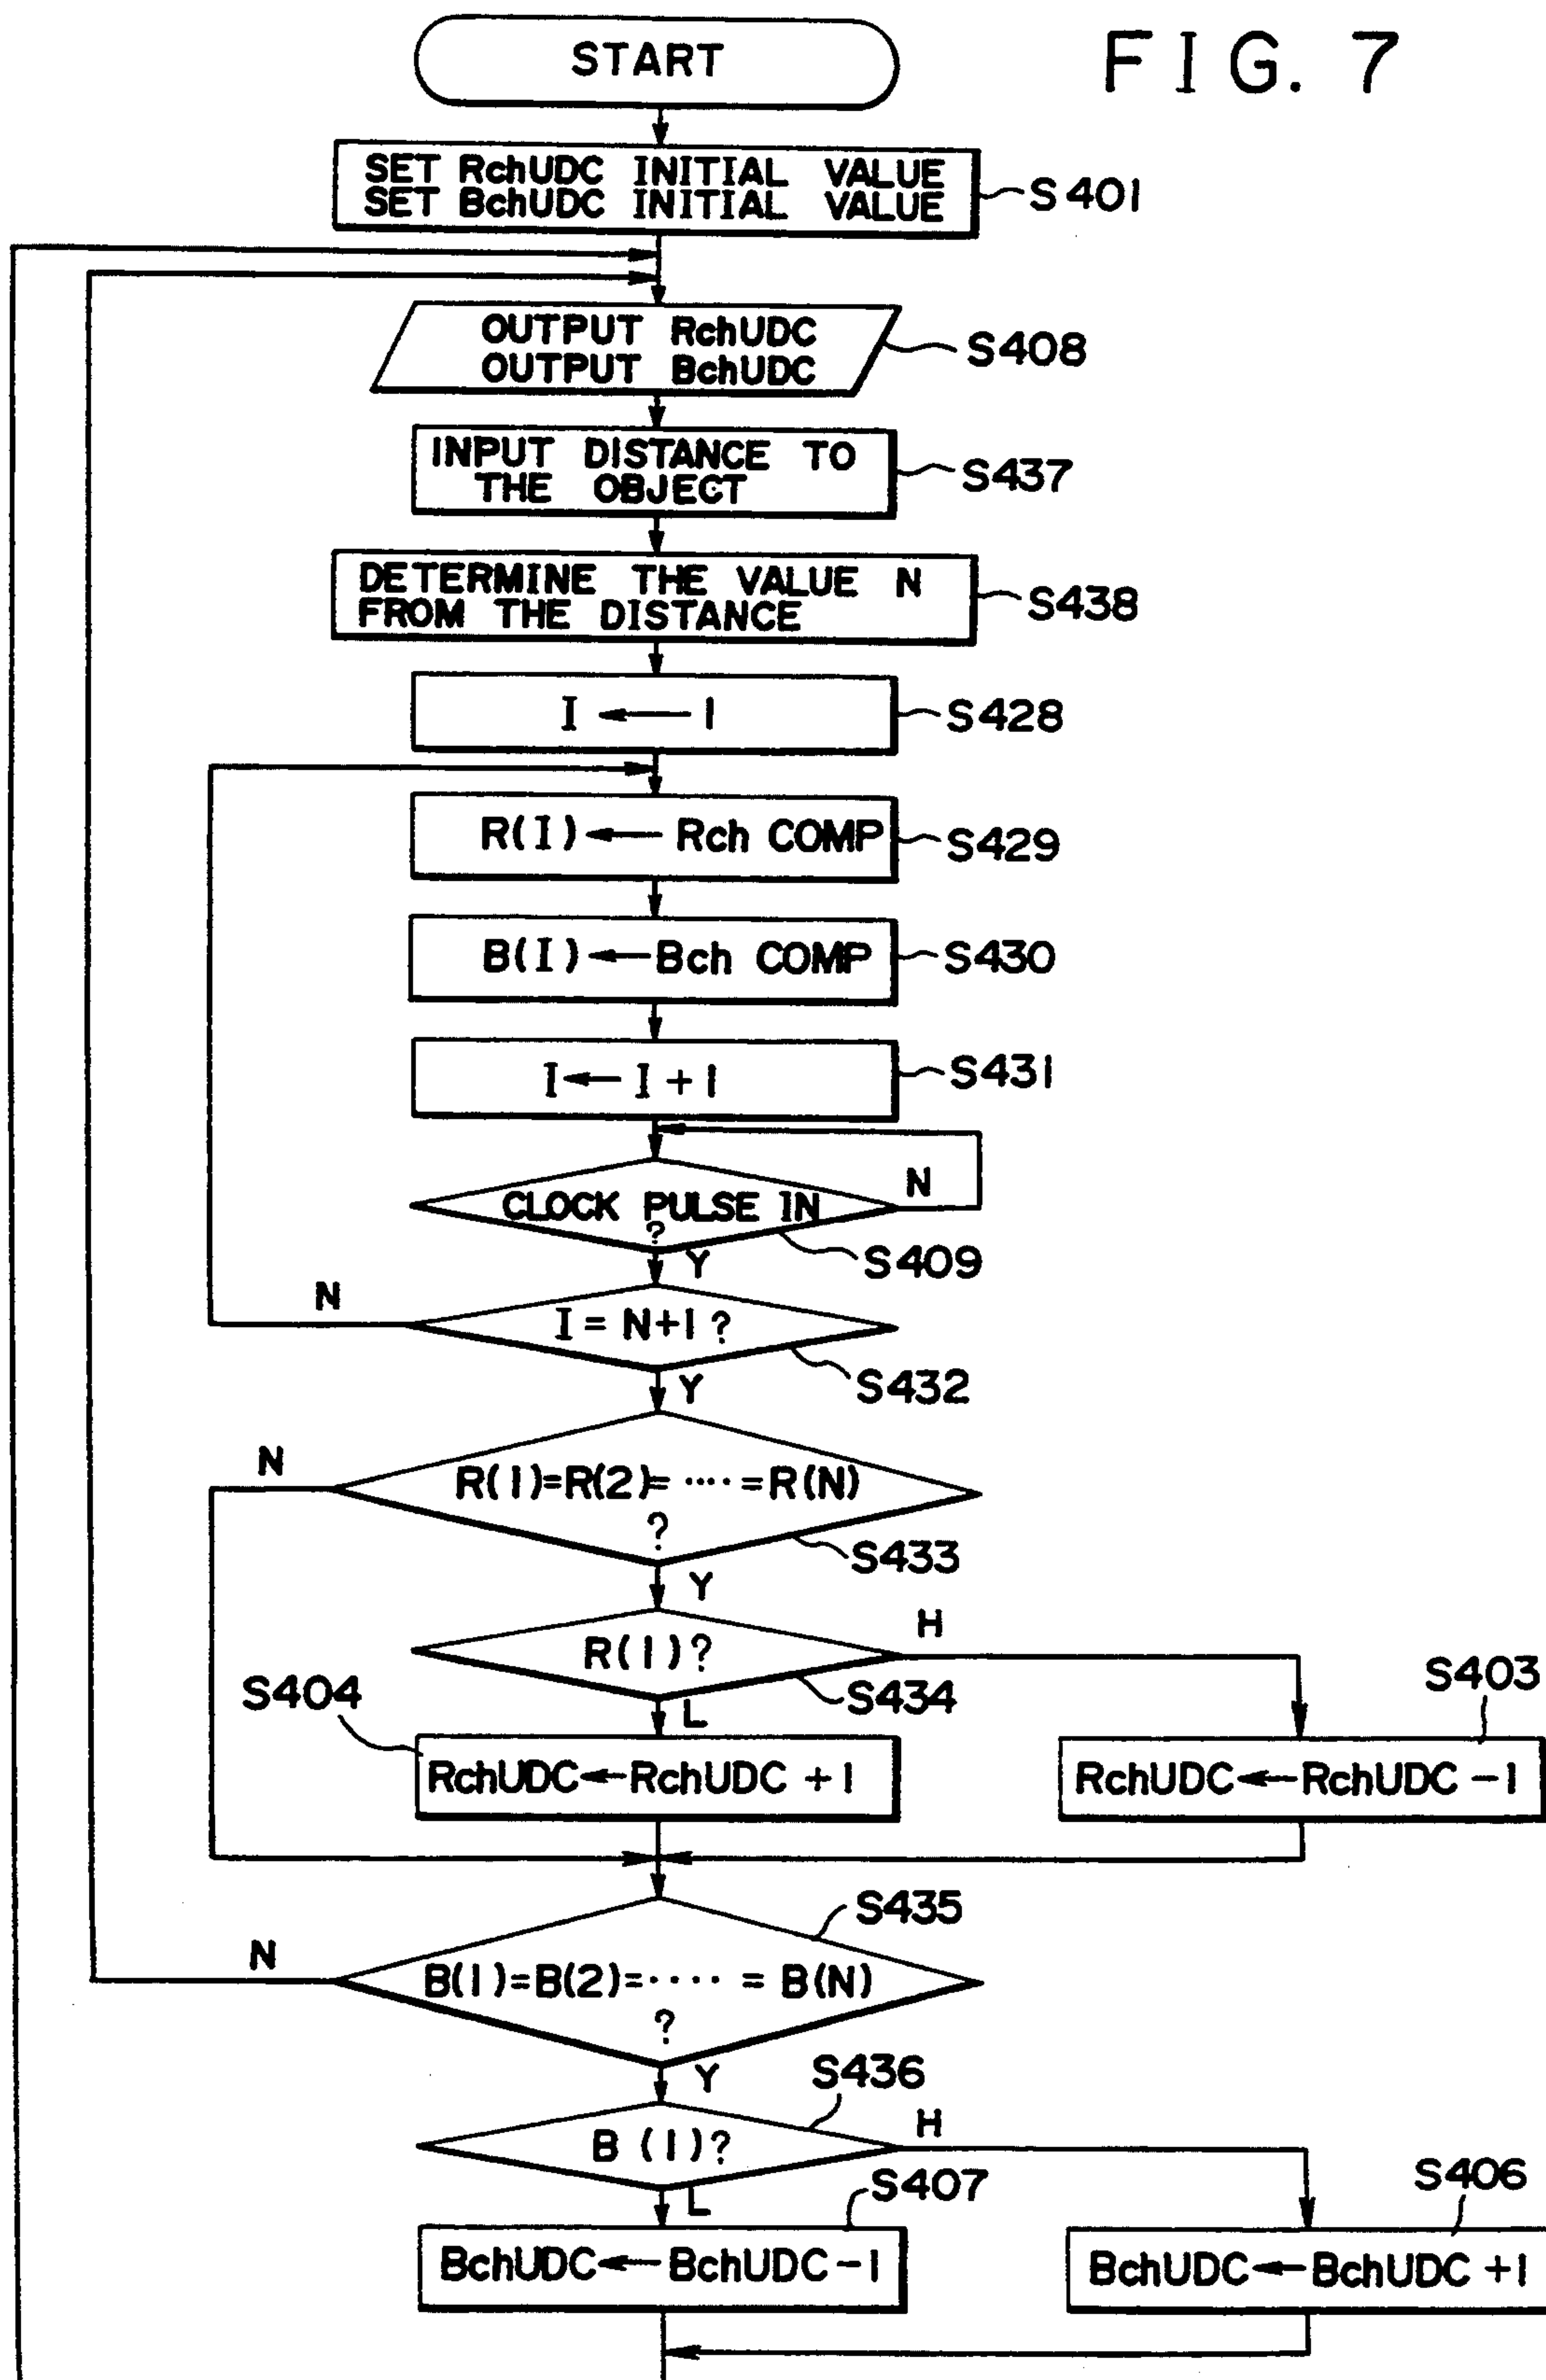 FIG. 7
START
SET RchUDC INITIAL VALUE
SET BchUDC INITIAL VALUE
S401
OUTPUT RchUDC
OUTPUT BchUDC
S408
INPUT DISTANCE TO
THE OBJECT
S437
DETERMINE THE VALUE N
FROM THE DISTANCE
S438
I ← 1
S428
R(I) ← Rch COMP
S429
B(I) ← Bch COMP
S430
I ← I + 1
S431
CLOCK PULSE IN
?
N
S409
Y
I = N+1 ?
N
S432
Y
R(1)=R(2)= ···· =R(N)
?
N
S433
Y
R(1)?
H
S434
L
S404
RchUDC ← RchUDC +1
S403
RchUDC ← RchUDC −1
S435
B(1)=B(2)=···· = B(N)
?
N
Y
S436
B (1)?
H
L
S407
BchUDC ← BchUDC −1
S406
BchUDC ← BchUDC +1